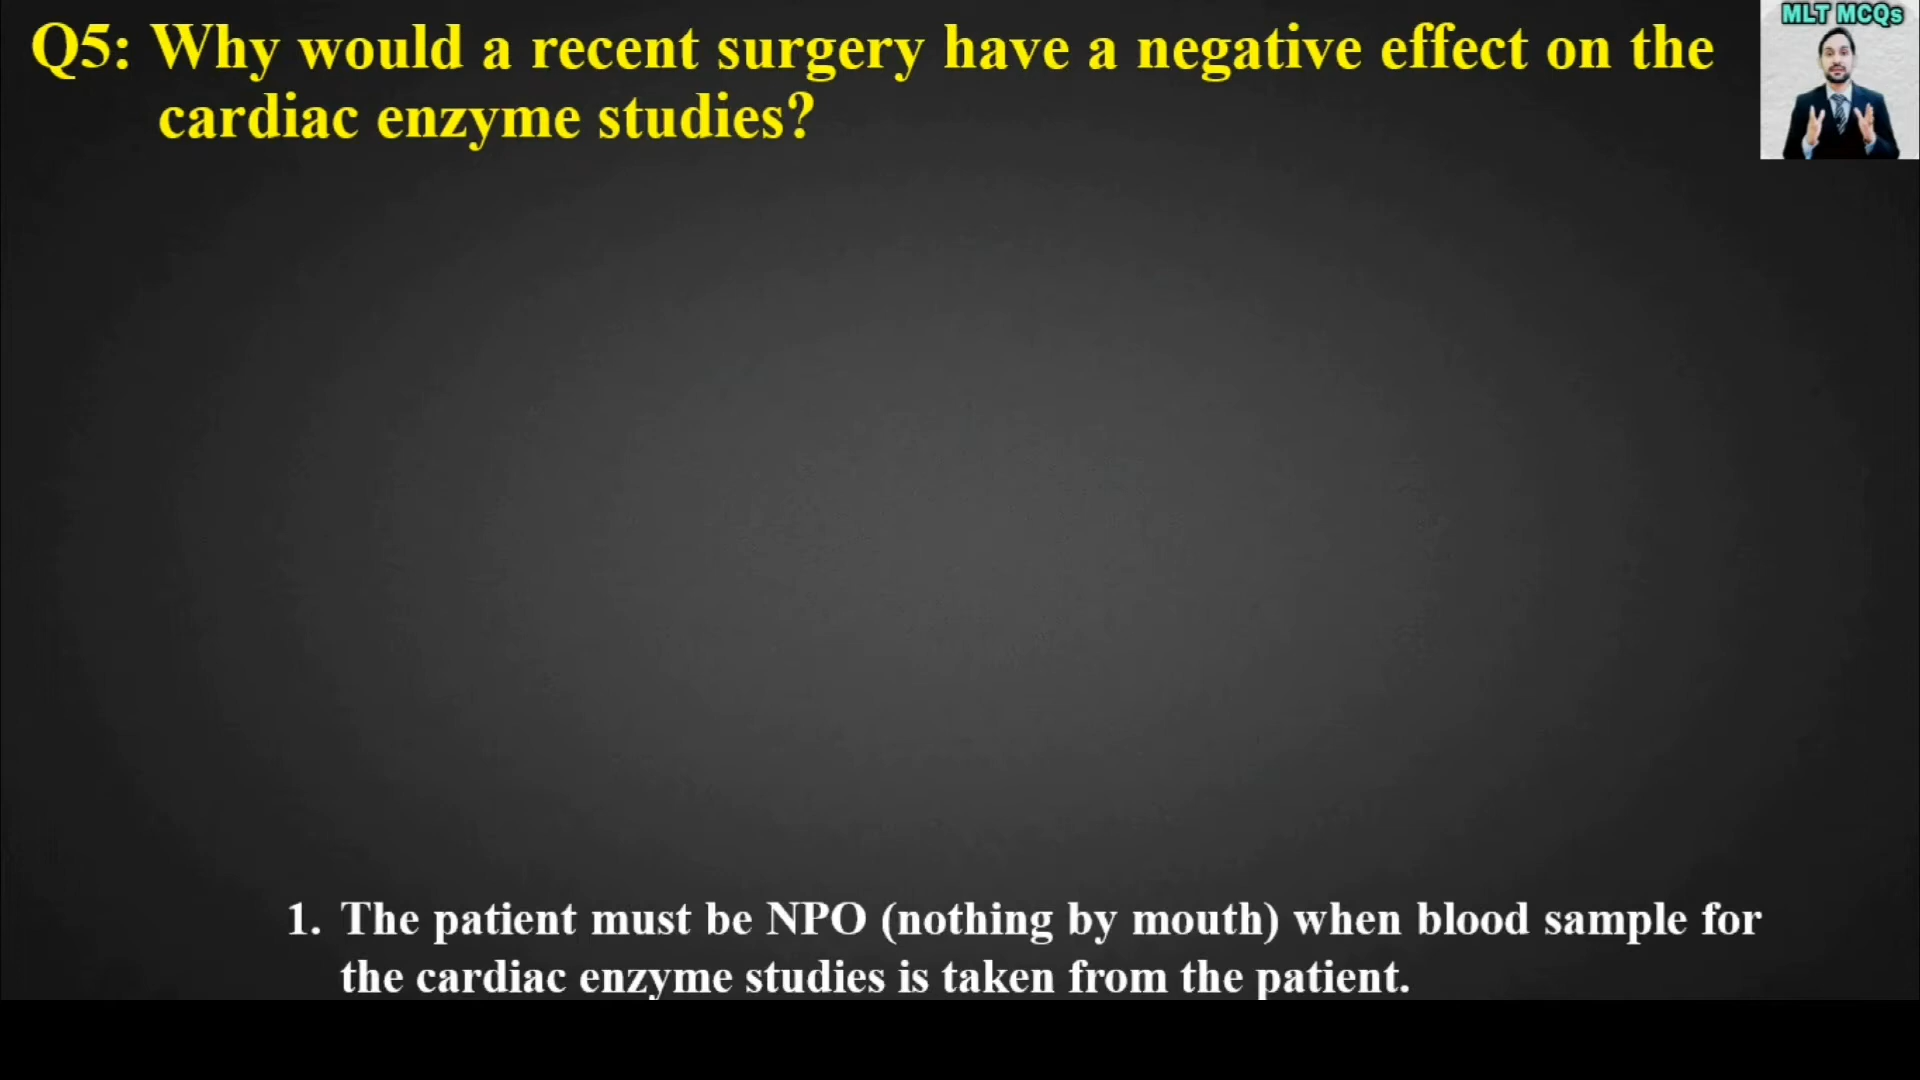 MLT MCQs
Q5: Why would a recent surgery have a negative effect on the
cardiac enzyme studies?
1. The patient must be NPO (nothing by mouth) when blood sample for
the cardiac enzyme studies is taken from the patient.